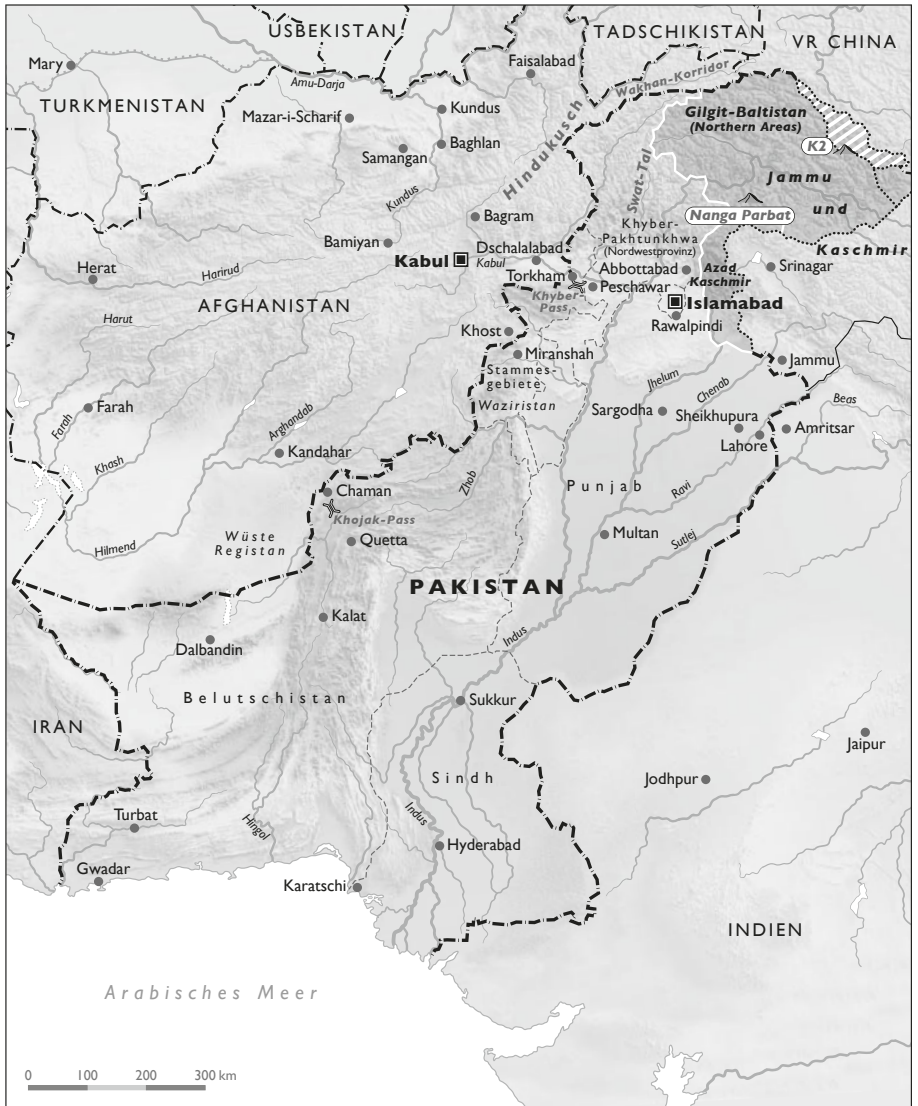 USBEKISTAN
TADSCHIKISTAN
VR CHINA
Mary
Faisalabad
Amu-Darja
Wakhan-Korridor
TURKMENISTAN
Kundus
Mazar-i-Scharif
Gilgit-Baltistan
(Northern Areas)
Baghlan
Samangan
K2
Hindukusch
Swat-Tal
Jammu
Kundus
Nanga Parbat
und
Bagram
Khyber-
Pakhtunkhwa
(Nordwestprovinz)
Bamiyan
Kaschmir
Dschalalabad
Kabul
Kabul
Herat
Harirud
Torkham
Abbottabad
Azad
Kaschmir
Srinagar
Peschawar
Khyber-
Pass
AFGHANISTAN
Islamabad
Harut
Rawalpindi
Khost
Miranshah
Jammu
Stammes-
gebiete
Jhelum
Chenab
Waziristan
Farah
Farah
Beas
Sargodha
Sheikhupura
Arghandab
Amritsar
Lahore
Kandahar
Khash
Zhob
Punjab
Ravi
Chaman
Khojak-Pass
Multan
Sutlej
Wüste
Registan
Hilmend
Quetta
PAKISTAN
Kalat
Dalbandin
Indus
Belutschistan
Sukkur
IRAN
Jaipur
Sindh
Jodhpur
Turbat
Indus
Hingol
Hyderabad
Gwadar
Karatschi
INDIEN
Arabisches Meer
0 100 200 300 km